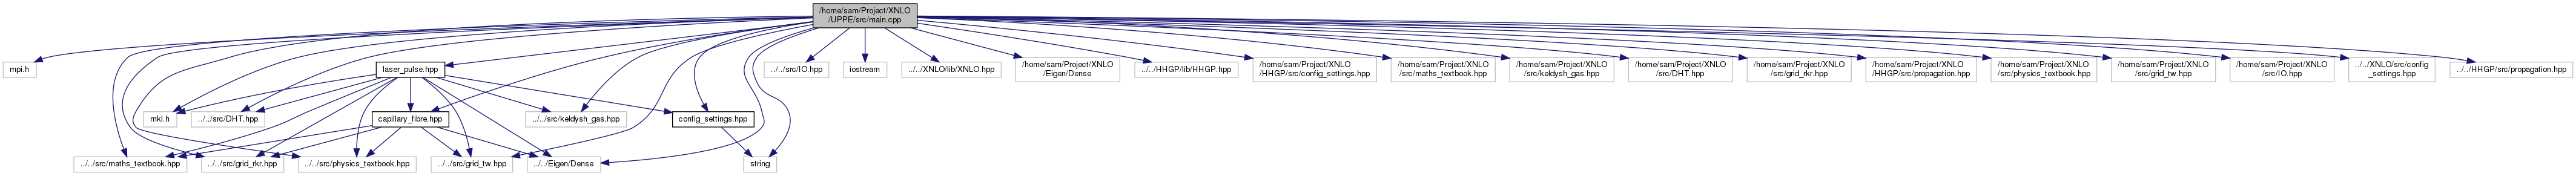 /home/sam/Project/XNLO
/UPPE/src/main.cpp
mpi.h
laser_pulse.hpp
../../src/IO.hpp
iostream
../../XNLO/lib/XNLO.hpp
/home/sam/Project/XNLO
/Eigen/Dense
../../HHGP/lib/HHGP.hpp
/home/sam/Project/XNLO
/HHGP/src/config_settings.hpp
/home/sam/Project/XNLO
/src/maths_textbook.hpp
/home/sam/Project/XNLO
/src/keldysh_gas.hpp
/home/sam/Project/XNLO
/src/DHT.hpp
/home/sam/Project/XNLO
/src/grid_rkr.hpp
/home/sam/Project/XNLO
/HHGP/src/propagation.hpp
/home/sam/Project/XNLO
/src/physics_textbook.hpp
/home/sam/Project/XNLO
/src/grid_tw.hpp
/home/sam/Project/XNLO
/src/IO.hpp
../../XNLO/src/config
_settings.hpp
../../HHGP/src/propagation.hpp
mkl.h
../../src/DHT.hpp
capillary_fibre.hpp
../../src/keldysh_gas.hpp
config_settings.hpp
../../src/maths_textbook.hpp
../../src/grid_rkr.hpp
../../src/physics_textbook.hpp
../../src/grid_tw.hpp
../../Eigen/Dense
string